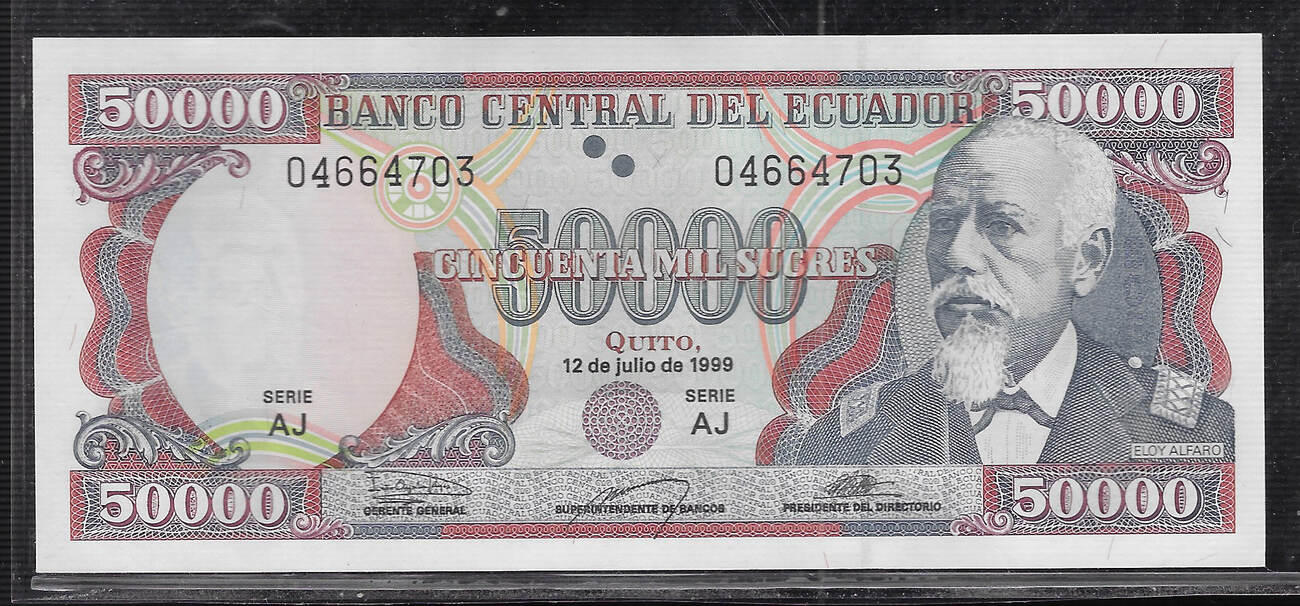 50000 BANCO CENTRAL DEL ECUADOR 50000
04664703 04664703
50000
CINCUENTA MIL SUCRES
QUITO,
12 de julio de 1999
SERIE SERIE
AJ AJ
ELOY ALFARO
GERENTE GENERAL SUPERINTENDENTE DE BANCOS PRESIDENTE DEL DIRECTORIO
50000 50000